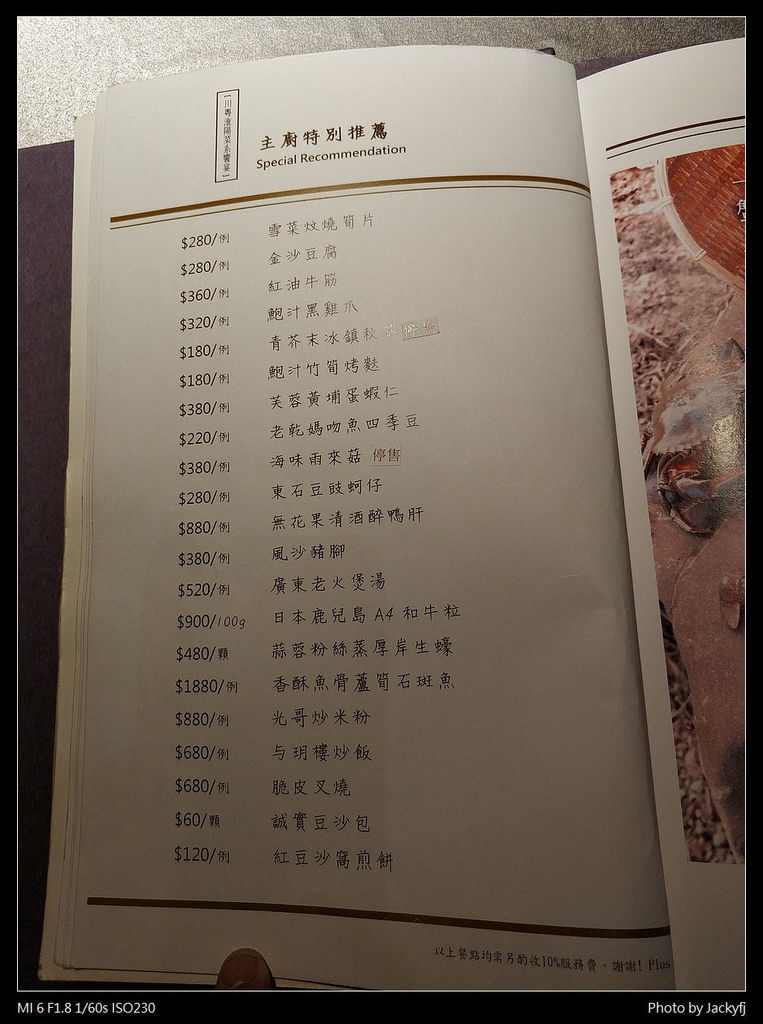 【川粵淮陽菜系饗宴】
主廚特別推薦
Special Recommendation
$280/例 雪菜炆燒筍片
$280/例 金沙豆腐
$360/例 紅油牛筋
$320/例 鮑汁黑雞爪
$180/例 青芥末冰鎮秋葵 停售
$180/例 鮑汁竹筍烤麩
$380/例 芙蓉黃埔蛋蝦仁
$220/例 老乾媽吻魚四季豆
$380/例 海味雨來菇 停售
$280/例 東石豆豉蚵仔
$880/例 無花果清酒醉鴨肝
$380/例 風沙豬腳
$520/例 廣東老火煲湯
$900/100g 日本鹿兒島A4和牛粒
$480/顆 蒜蓉粉絲蒸厚岸生蠔
$1880/例 香酥魚骨蘆筍石斑魚
$880/例 光哥炒米粉
$680/例 与玥樓炒飯
$680/例 脆皮叉燒
$60/顆 誠實豆沙包
$120/例 紅豆沙窩煎餅
以上餐點均需另酌收10%服務費，謝謝! Plus
MI 6 F1.8 1/60s ISO230
Photo by Jackyfj